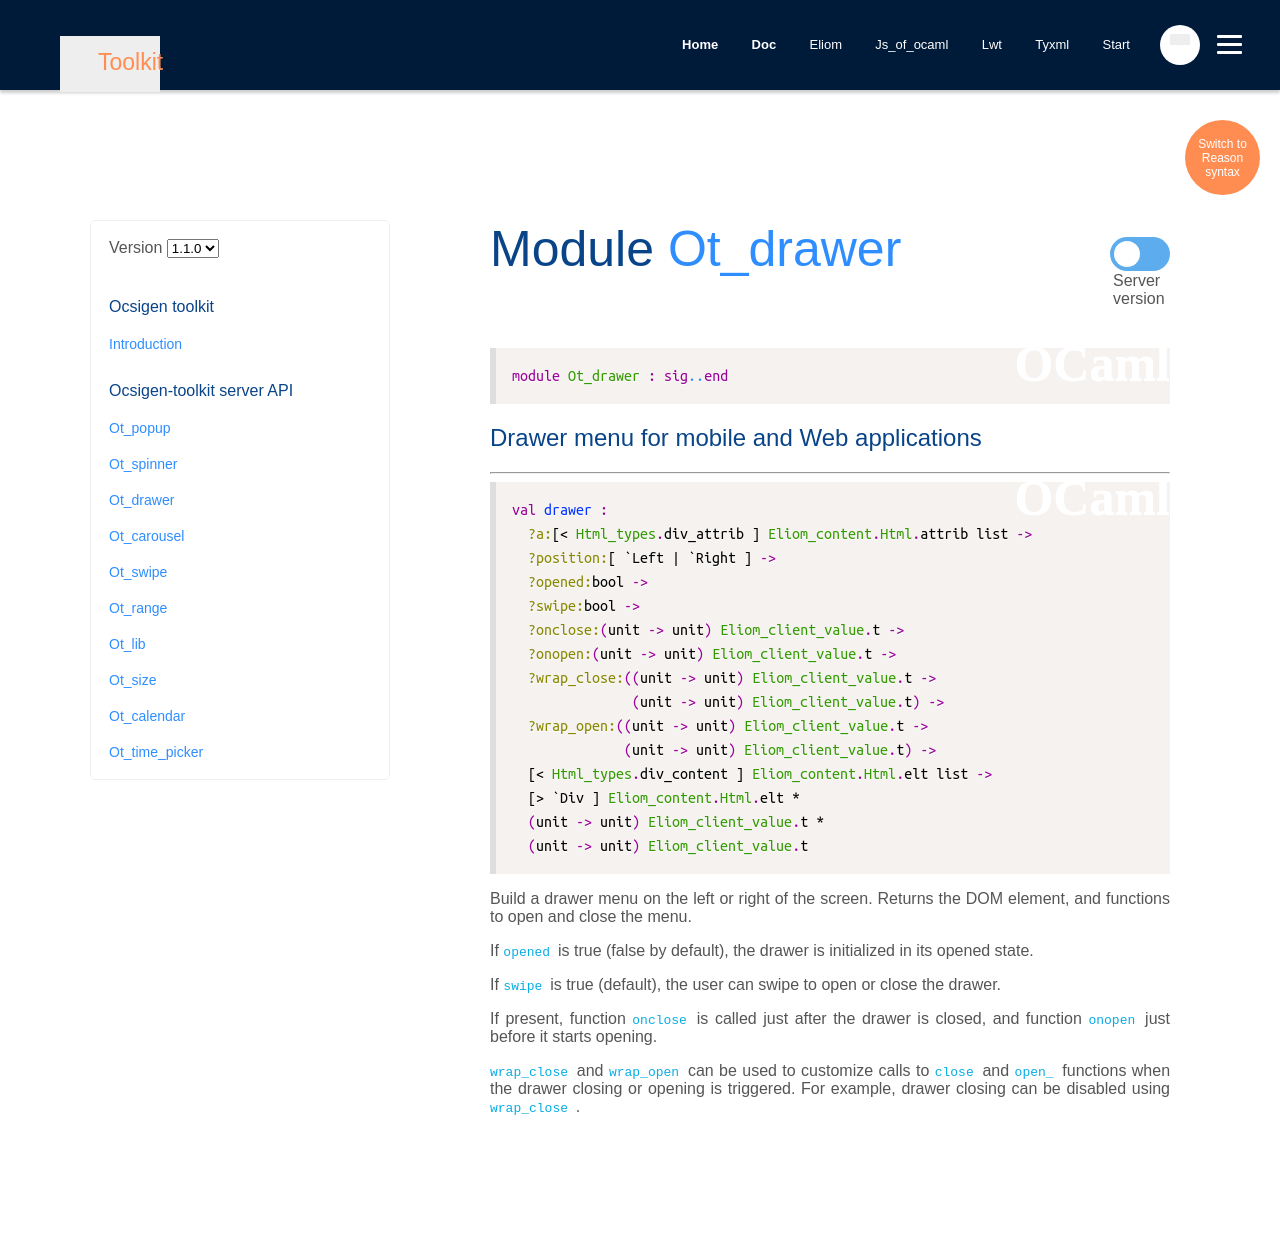 Toolkit
Home Doc Eliom Js_of_ocaml Lwt Tyxml Start
Switch to
Reason
syntax
Version 1.1.0
Ocsigen toolkit
Introduction
Ocsigen-toolkit server API
Ot_popup
Ot_spinner
Ot_drawer
Ot_carousel
Ot_swipe
Ot_range
Ot_lib
Ot_size
Ot_calendar
Ot_time_picker
Module Ot_drawer
Server
version
OCaml
module Ot_drawer : sig..end
Drawer menu for mobile and Web applications
OCaml
val drawer :
  ?a:[< Html_types.div_attrib ] Eliom_content.Html.attrib list ->
  ?position:[ `Left | `Right ] ->
  ?opened:bool ->
  ?swipe:bool ->
  ?onclose:(unit -> unit) Eliom_client_value.t ->
  ?onopen:(unit -> unit) Eliom_client_value.t ->
  ?wrap_close:((unit -> unit) Eliom_client_value.t ->
               (unit -> unit) Eliom_client_value.t) ->
  ?wrap_open:((unit -> unit) Eliom_client_value.t ->
              (unit -> unit) Eliom_client_value.t) ->
  [< Html_types.div_content ] Eliom_content.Html.elt list ->
  [> `Div ] Eliom_content.Html.elt *
  (unit -> unit) Eliom_client_value.t *
  (unit -> unit) Eliom_client_value.t
Build a drawer menu on the left or right of the screen. Returns the DOM element, and functions
to open and close the menu.
If opened is true (false by default), the drawer is initialized in its opened state.
If swipe is true (default), the user can swipe to open or close the drawer.
If present, function onclose is called just after the drawer is closed, and function onopen just
before it starts opening.
wrap_close and wrap_open can be used to customize calls to close and open_ functions when
the drawer closing or opening is triggered. For example, drawer closing can be disabled using
wrap_close .